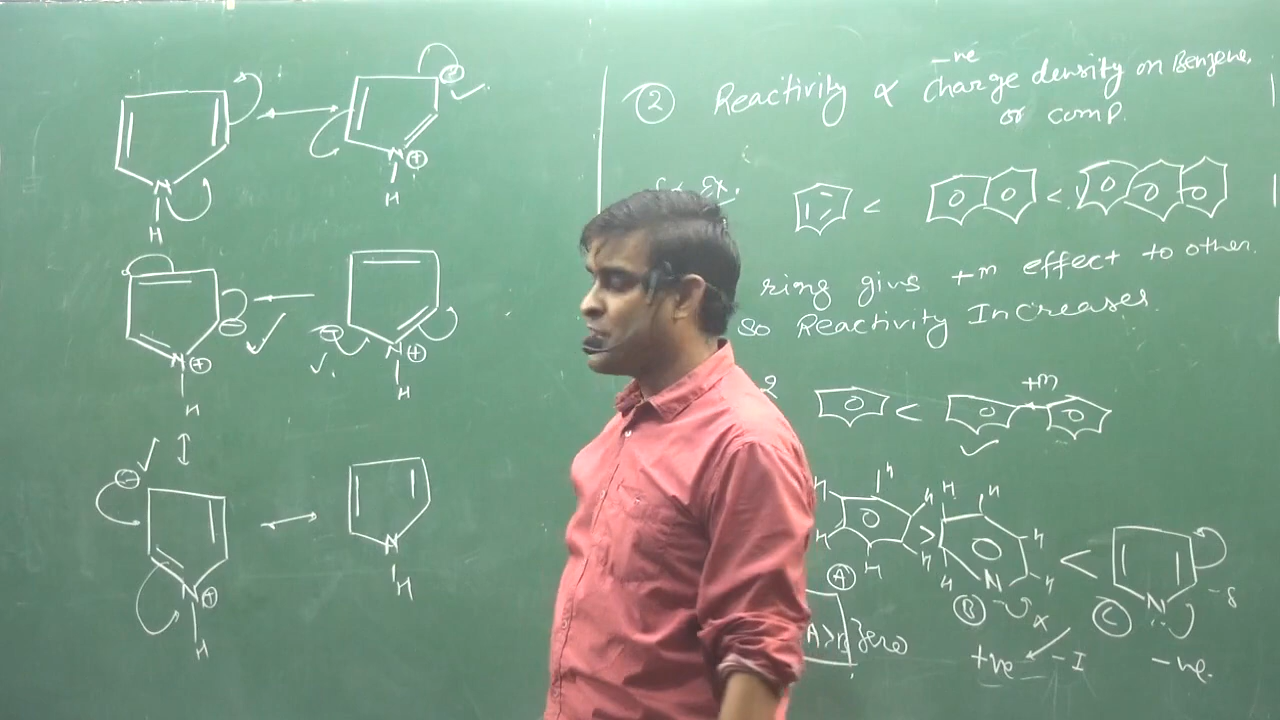 N
H
N
⊕
H
⊖
N
⊕
H
⊖
N
⊕
H
⊖
N
⊕
H
N
H
② Reactivity ∝ -ve charge density on Benzene
or comp.
Ex.
< <
ring gives +m effect to other.
so Reactivity Increases
2
+m
<
H H H H H H
Ⓐ
>
H H H H H
N
Ⓑ
<
N
Ⓒ
-δ
zero
+ve -I
-ve.